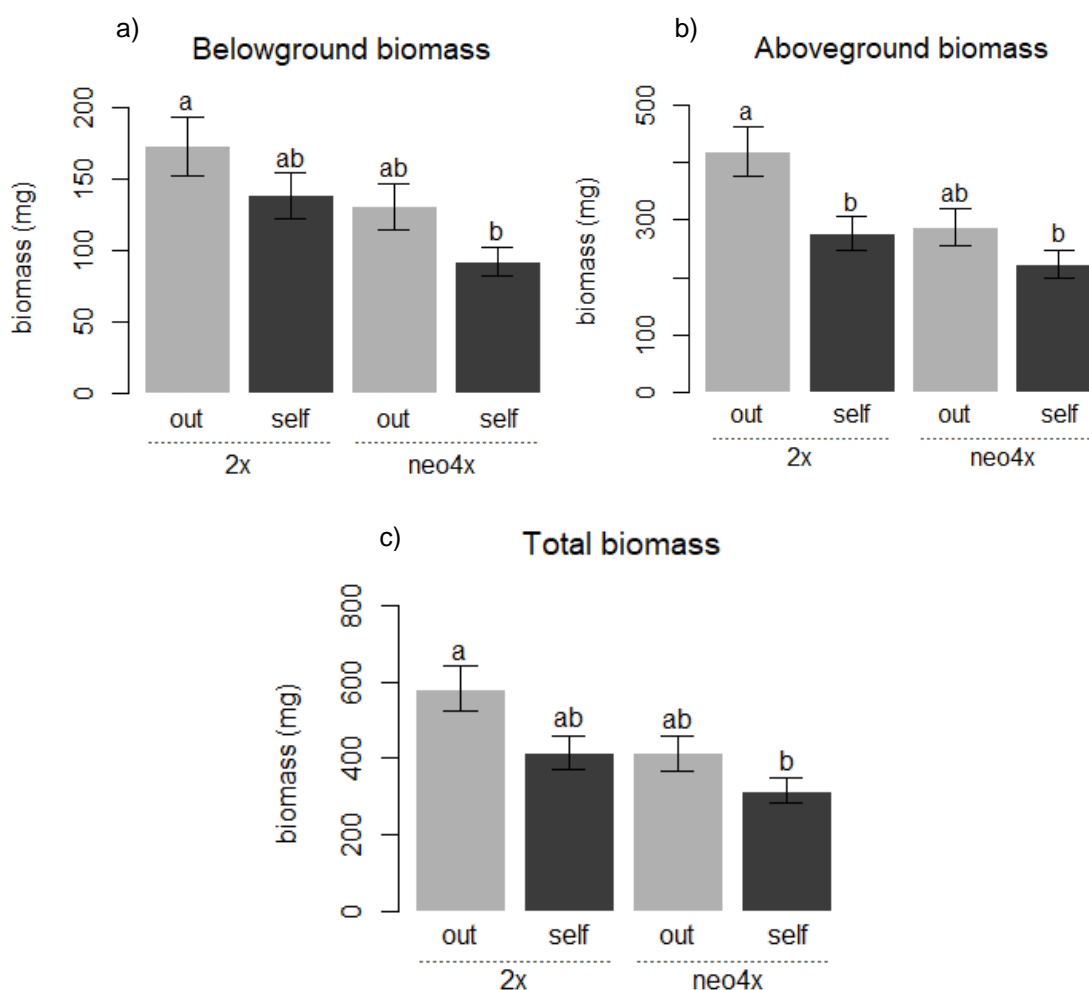 a)
Belowground biomass
biomass (mg)
200
150
100
50
0
a
ab
ab
b
out self out self
2x neo4x
b)
Aboveground biomass
biomass (mg)
500
300
100
0
a
b
ab
b
out self out self
2x neo4x
c)
Total biomass
biomass (mg)
800
600
400
200
0
a
ab
ab
b
out self out self
2x neo4x